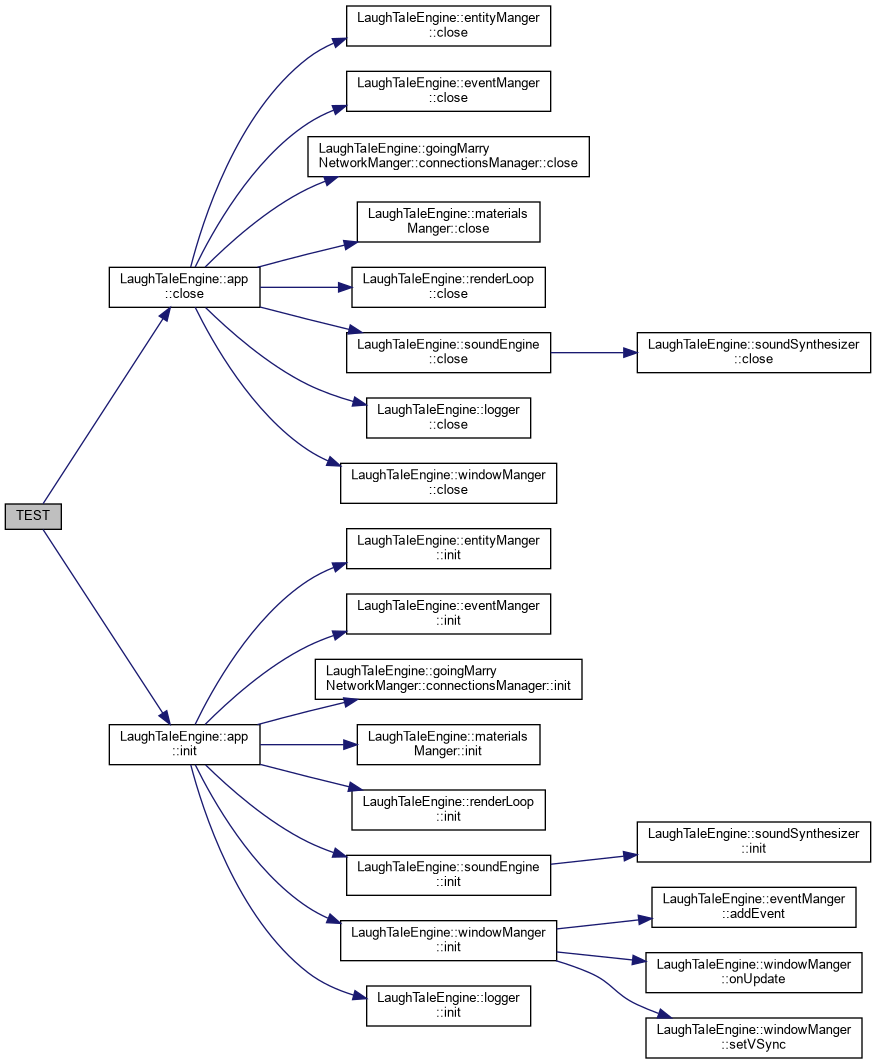 LaughTaleEngine::entityManger
::close
LaughTaleEngine::eventManger
::close
LaughTaleEngine::goingMarry
NetworkManger::connectionsManager::close
LaughTaleEngine::materials
Manger::close
LaughTaleEngine::app
::close
LaughTaleEngine::renderLoop
::close
LaughTaleEngine::soundEngine
::close
LaughTaleEngine::soundSynthesizer
::close
LaughTaleEngine::logger
::close
LaughTaleEngine::windowManger
::close
TEST
LaughTaleEngine::entityManger
::init
LaughTaleEngine::eventManger
::init
LaughTaleEngine::goingMarry
NetworkManger::connectionsManager::init
LaughTaleEngine::app
::init
LaughTaleEngine::materials
Manger::init
LaughTaleEngine::renderLoop
::init
LaughTaleEngine::soundEngine
::init
LaughTaleEngine::soundSynthesizer
::init
LaughTaleEngine::windowManger
::init
LaughTaleEngine::eventManger
::addEvent
LaughTaleEngine::windowManger
::onUpdate
LaughTaleEngine::logger
::init
LaughTaleEngine::windowManger
::setVSync